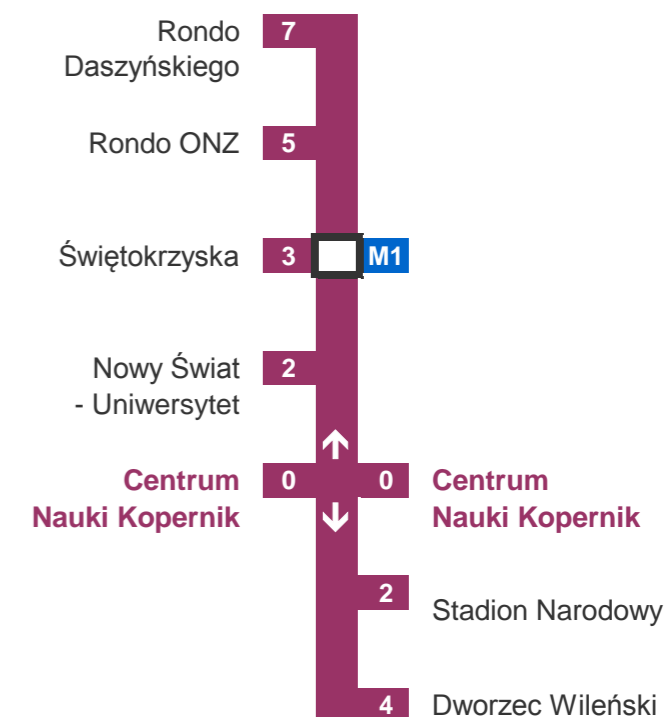 Rondo 7
Daszyńskiego
Rondo ONZ 5
Świętokrzyska 3 M1
Nowy Świat 2
- Uniwersytet
Centrum 0 0 Centrum
Nauki Kopernik Nauki Kopernik
2
Stadion Narodowy
4 Dworzec Wileński